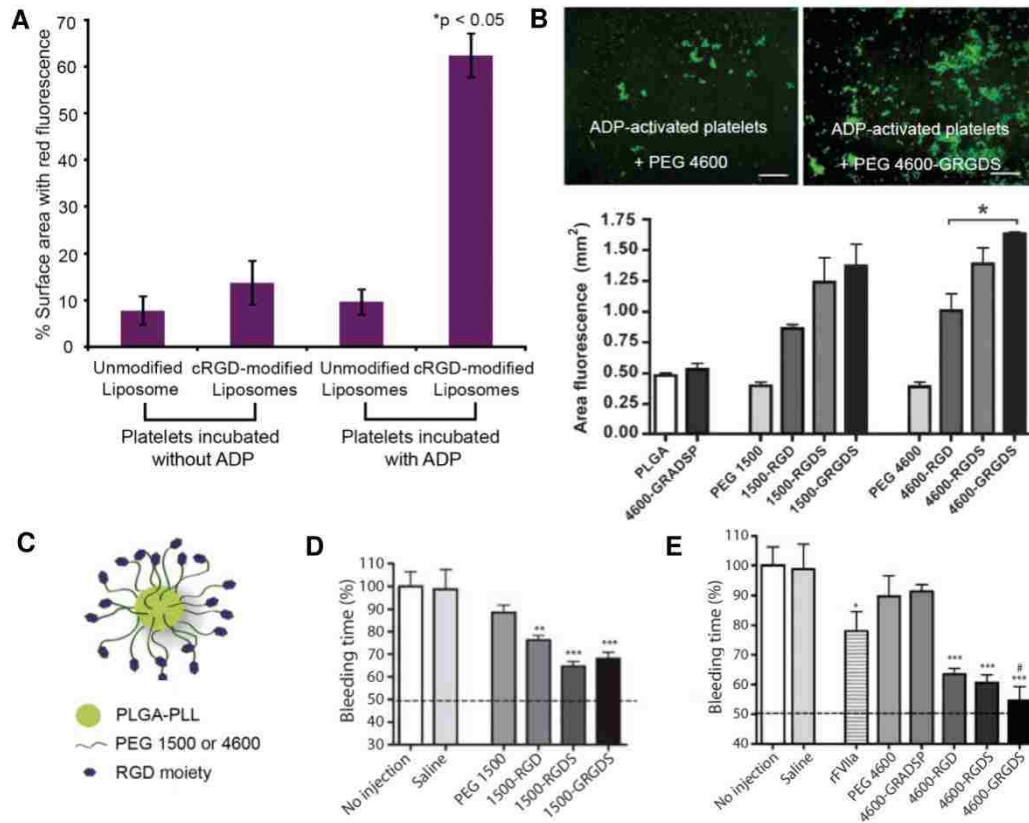 A
% Surface area with red fluorescence
70
60
50
40
30
20
10
0
*p < 0.05
Unmodified cRGD-modified Unmodified cRGD-modified
Liposome Liposomes Liposomes Liposomes
Platelets incubated
without ADP
Platelets incubated
with ADP
B
ADP-activated platelets
+ PEG 4600
ADP-activated platelets
+ PEG 4600-GRGDS
Area fluorescence (mm²)
1.75
1.50
1.25
1.00
0.75
0.50
0.25
0.00
*
PLGA
4600-GRADSP
PEG 1500
1500-RGD
1500-RGDS
1500-GRGDS
PEG 4600
4600-RGD
4600-RGDS
4600-GRGDS
C
PLGA-PLL
PEG 1500 or 4600
RGD moiety
D
Bleeding time (%)
110
100
90
80
70
60
50
40
30
**
***
***
No injection
Saline
PEG 1500
1500-RGD
1500-RGDS
1500-GRGDS
E
Bleeding time (%)
110
100
90
80
70
60
50
40
*
***
***
#
***
No injection
Saline
rFVIIa
PEG 4600
4600-GRADSP
4600-RGD
4600-RGDS
4600-GRGDS